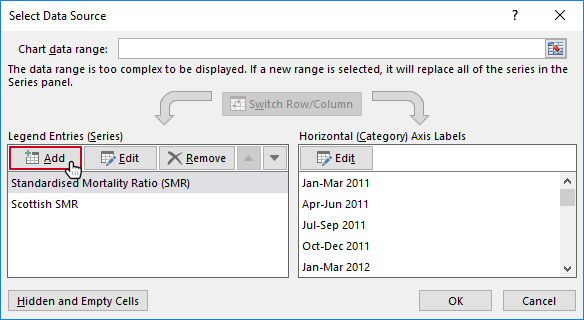 Select Data Source
Chart data range:
The data range is too complex to be displayed. If a new range is selected, it will replace all of the series in the
Series panel.
Switch Row/Column
Legend Entries (Series)
Add
Edit
Remove
Standardised Mortality Ratio (SMR)
Scottish SMR
Horizontal (Category) Axis Labels
Edit
Jan-Mar 2011
Apr-Jun 2011
Jul-Sep 2011
Oct-Dec 2011
Jan-Mar 2012
Hidden and Empty Cells
OK
Cancel